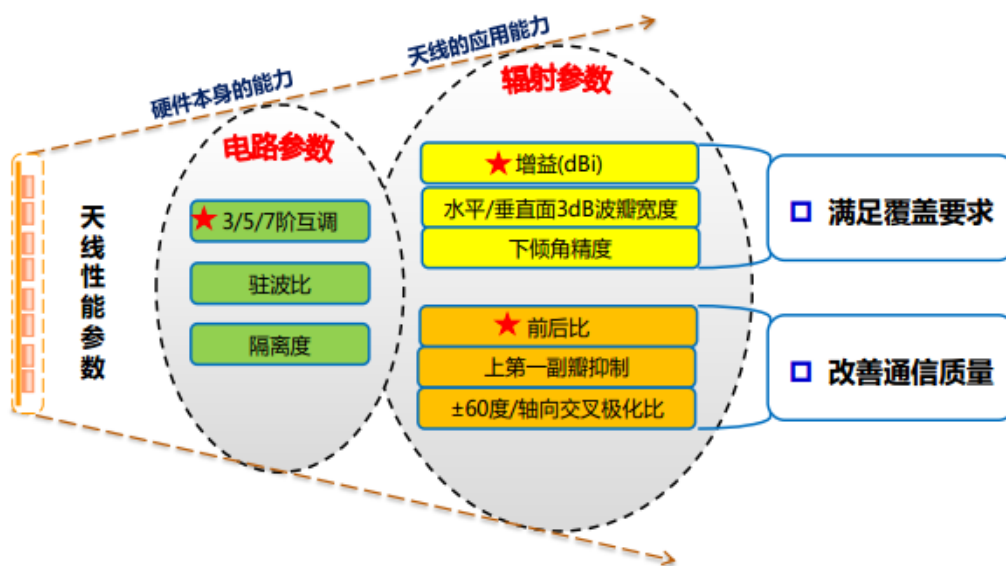 天线的应用能力
硬件本身的能力
辐射参数
电路参数
天线性能参数
★ 3/5/7阶互调
驻波比
隔离度
★ 增益(dBi)
水平/垂直面3dB波瓣宽度
下倾角精度
★ 前后比
上第一副瓣抑制
±60度/轴向交叉极化比
满足覆盖要求
改善通信质量